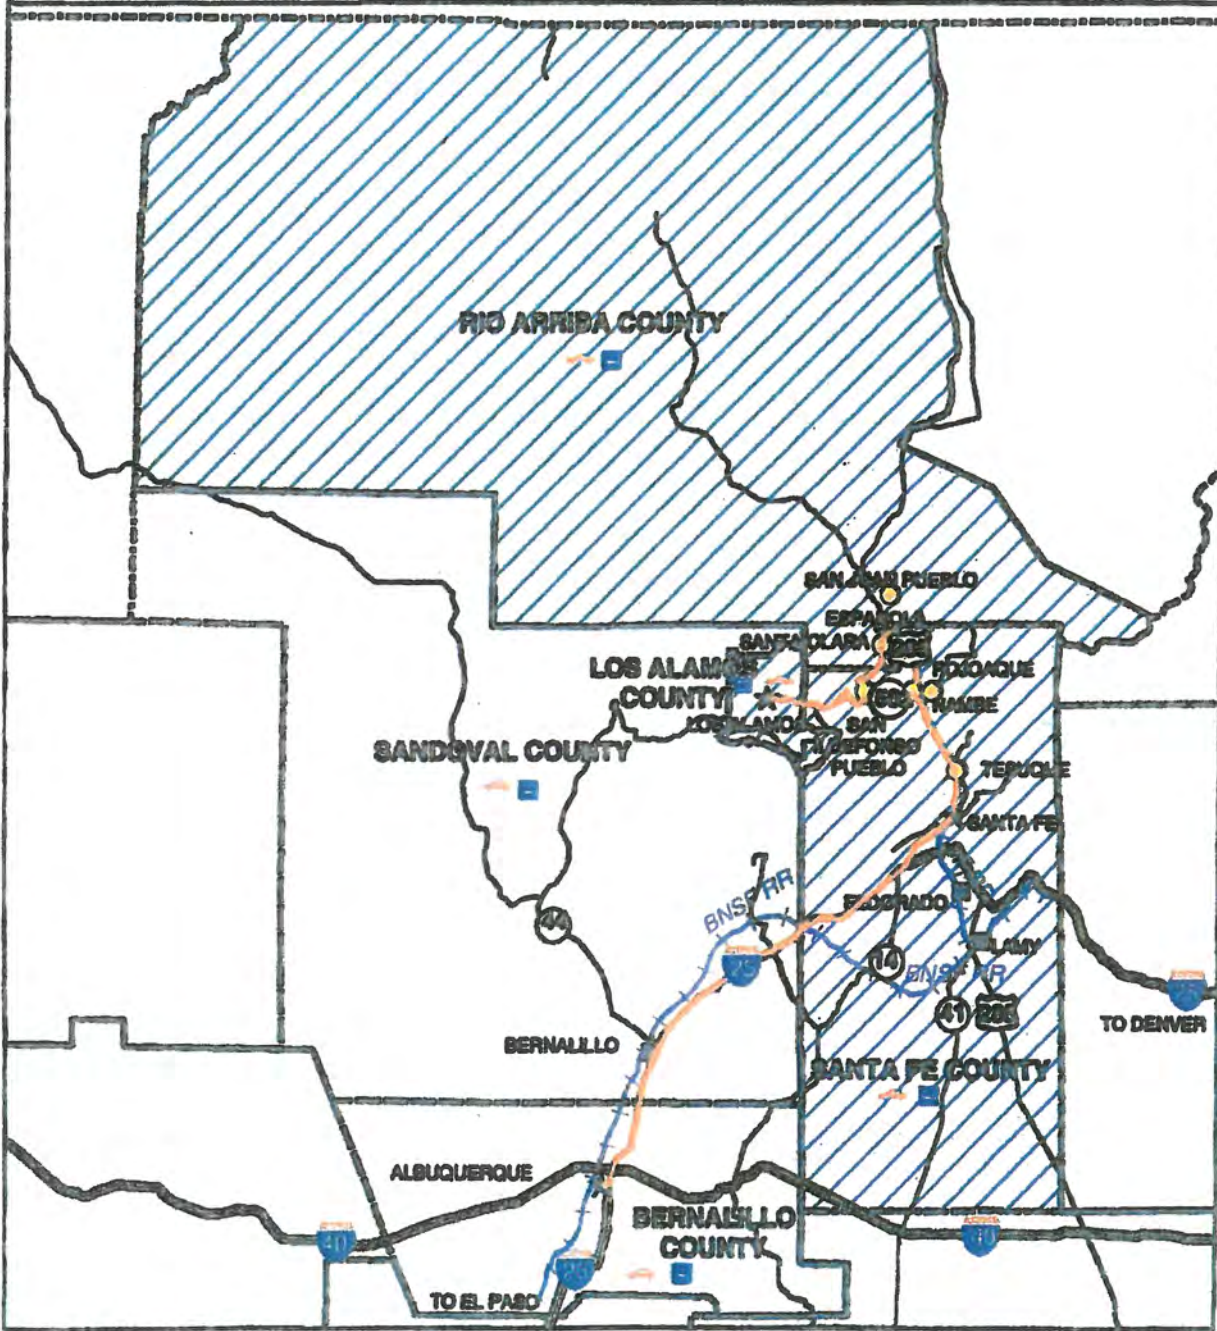 RIO ARRIBA COUNTY
SAN JUAN PUEBLO
ESPANOLA
SANTA CLARA
285
LOS ALAMOS
COUNTY
POJOAQUE
NAMBE
LOS ALAMOS
SAN
ILDEFONSO
PUEBLO
SANDOVAL COUNTY
TESUQUE
SANTA FE
BNSF RR
ELDORADO
44
25
14
LAMY
BNSF RR
25
41
285
TO DENVER
BERNALILLO
SANTA FE COUNTY
ALBUQUERQUE
BERNALILLO
COUNTY
40
40
25
TO EL PASO